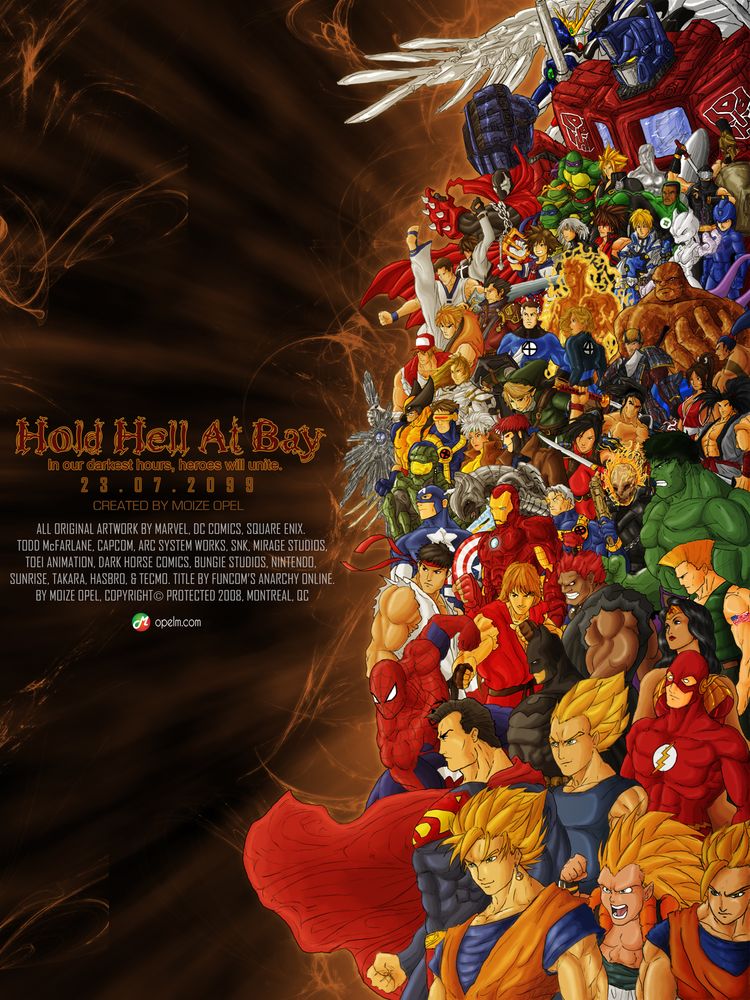 Hold Hell At Bay
In our darkest hours, heroes will unite.
23.07.2099
CREATED BY MOIZE OPEL
ALL ORIGINAL ARTWORK BY MARVEL, DC COMICS, SQUARE ENIX.
TODD McFARLANE, CAPCOM, ARC SYSTEM WORKS, SNK, MIRAGE STUDIOS,
TOEI ANIMATION, DARK HORSE COMICS, BUNGIE STUDIOS, NINTENDO,
SUNRISE, TAKARA, HASBRO, & TECMO. TITLE BY FUNCOM'S ANARCHY ONLINE.
BY MOIZE OPEL, COPYRIGHT© PROTECTED 2008, MONTREAL, QC
opelm.com